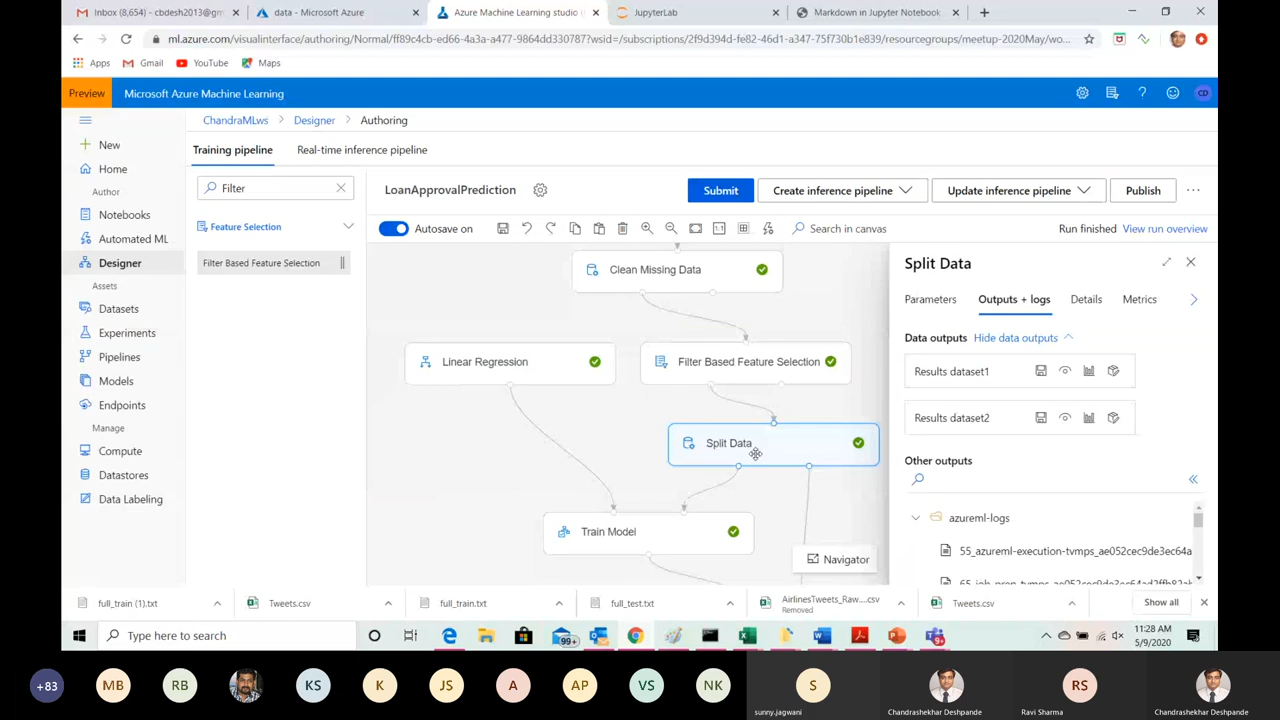 Inbox (8,654) - cbdesh2013@gm
data - Microsoft Azure
Azure Machine Learning studio (
JupyterLab
Markdown in Jupyter Notebook
ml.azure.com/visualinterface/authoring/Normal/ff89c4cb-ed66-4a3a-a477-9864dd330787?wsid=/subscriptions/2f9d394d-fe82-46d1-a347-75f730b1e839/resourcegroups/meetup-2020May/wo...
Apps
Gmail
YouTube
Maps
Preview
Microsoft Azure Machine Learning
CD
ChandraMLws > Designer > Authoring
New
Home
Author
Notebooks
Automated ML
Designer
Assets
Datasets
Experiments
Pipelines
Models
Endpoints
Manage
Compute
Datastores
Data Labeling
Training pipeline
Real-time inference pipeline
Filter
Feature Selection
Filter Based Feature Selection
LoanApprovalPrediction
Submit
Create inference pipeline
Update inference pipeline
Publish
Autosave on
Search in canvas
Run finished
View run overview
Clean Missing Data
Linear Regression
Filter Based Feature Selection
Split Data
Train Model
Navigator
Split Data
Parameters
Outputs + logs
Details
Metrics
Data outputs
Hide data outputs
Results dataset1
Results dataset2
Other outputs
azureml-logs
55_azureml-execution-tvmps_ae052cec9de3ec64a
full_train (1).txt
Tweets.csv
full_train.txt
full_test.txt
AirlinesTweets_Raw....csv
Removed
Tweets.csv
Show all
Type here to search
99+
9+
11:28 AM
5/9/2020
+83
MB
RB
KS
K
JS
A
AP
VS
NK
S
sunny.jagwani
Chandrashekhar Deshpande
RS
Ravi Sharma
Chandrashekhar Deshpande